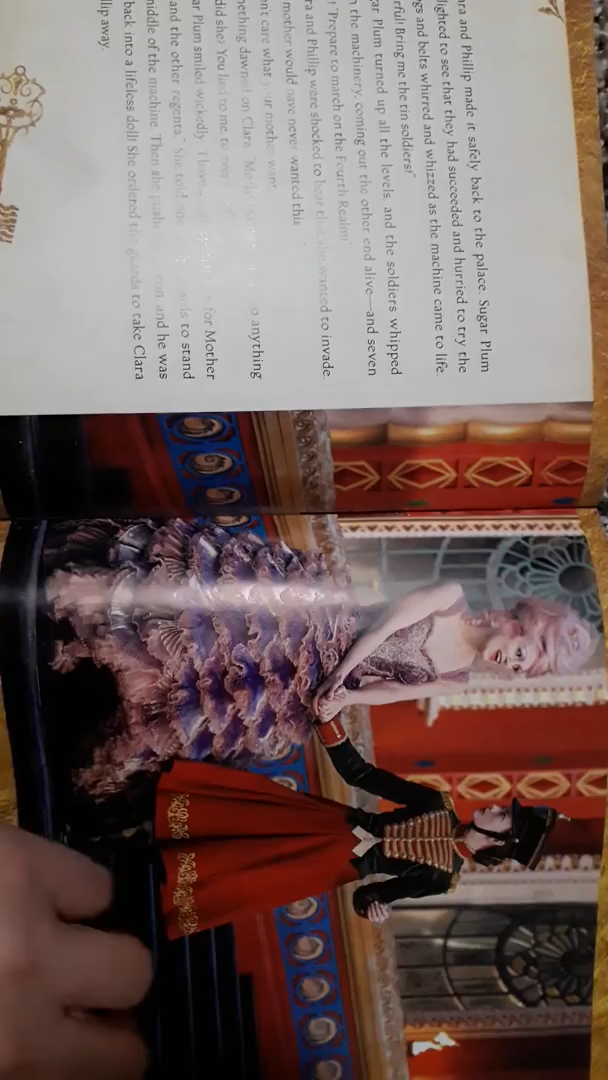 ara and Phillip made it safely back to the palace, Sugar Plum
lighted to see that they had succeeded and hurried to try the
gs and belts whirred and whizzed as the machine came to life.
rful! Bring me the tin soldiers!"
ar Plum turned up all the levels, and the soldiers whipped
h the machinery coming out the other end alive—and seven
! "Prepare to march on the Fourth Realm!"
ra and Phillip were shocked to hear that she wanted to invade.
mother would have never wanted this
on't care what your mother want
ething dawned on Clara. anything
did she? You lied to me, to
ar Plum smiled wickedly. for Mother
and the other regents." She told to stand
middle of the machine. Then she and he was
back into a lifeless doll! She ordered the guards to take Clara
llip away.